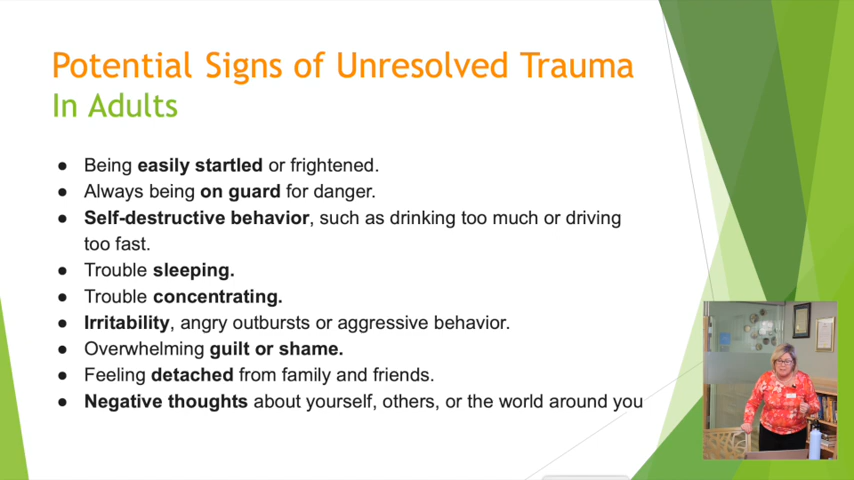 Potential Signs of Unresolved Trauma
In Adults
● Being easily startled or frightened.
● Always being on guard for danger.
● Self-destructive behavior, such as drinking too much or driving
too fast.
● Trouble sleeping.
● Trouble concentrating.
● Irritability, angry outbursts or aggressive behavior.
● Overwhelming guilt or shame.
● Feeling detached from family and friends.
● Negative thoughts about yourself, others, or the world around you